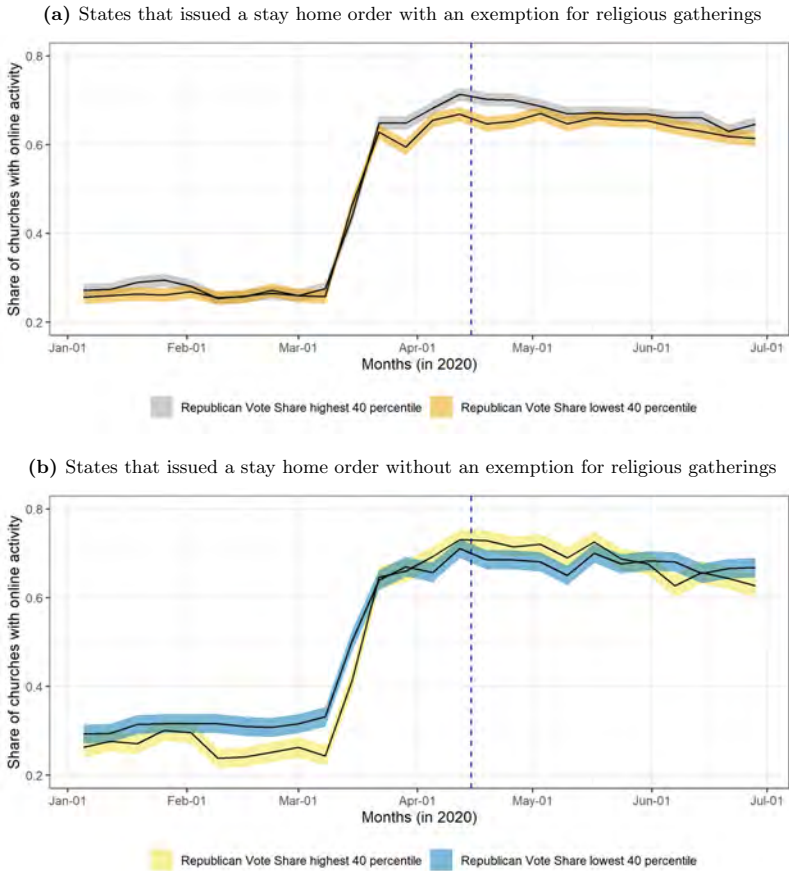 (a) States that issued a stay home order with an exemption for religious gatherings
Share of churches with online activity
0.8
0.6
0.4
0.2
Jan-01 Feb-01 Mar-01 Apr-01 May-01 Jun-01 Jul-01
Months (in 2020)
Republican Vote Share highest 40 percentile Republican Vote Share lowest 40 percentile
(b) States that issued a stay home order without an exemption for religious gatherings
Share of churches with online activity
0.8
0.6
0.4
0.2
Jan-01 Feb-01 Mar-01 Apr-01 May-01 Jun-01 Jul-01
Months (in 2020)
Republican Vote Share highest 40 percentile Republican Vote Share lowest 40 percentile